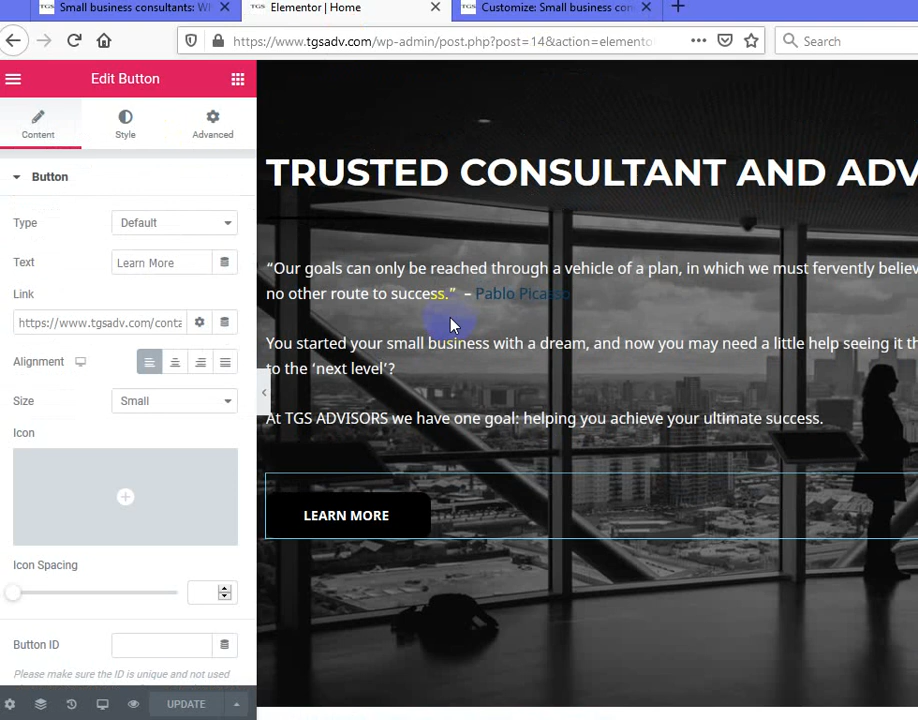 TGS Small business consultants: W
TGS Elementor | Home
TGS Customize: Small business con
https://www.tgsadv.com/wp-admin/post.php?post=14&action=elemento
Search
Edit Button
Content
Style
Advanced
Button
Type
Default
Text
Learn More
Link
https://www.tgsadv.com/conta
Alignment
Size
Small
Icon
Icon Spacing
Button ID
Please make sure the ID is unique and not used
UPDATE
TRUSTED CONSULTANT AND ADV
“Our goals can only be reached through a vehicle of a plan, in which we must fervently believ
no other route to success.” – Pablo Picasso
You started your small business with a dream, and now you may need a little help seeing it th
to the ‘next level’?
At TGS ADVISORS we have one goal: helping you achieve your ultimate success.
LEARN MORE